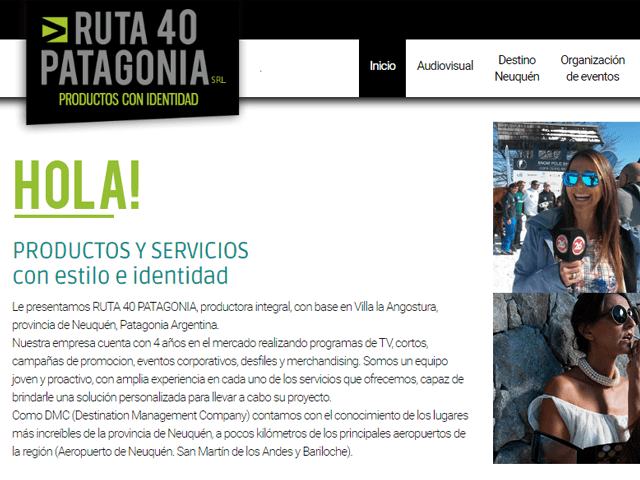 RUTA 40
PATAGONIA SRL
PRODUCTOS CON IDENTIDAD
.
Inicio
Audiovisual
Destino
Neuquén
Organización
de eventos
HOLA!
PRODUCTOS Y SERVICIOS
con estilo e identidad
Le presentamos RUTA 40 PATAGONIA, productora integral, con base en Villa la Angostura,
provincia de Neuquén, Patagonia Argentina.
Nuestra empresa cuenta con 4 años en el mercado realizando programas de TV, cortos,
campañas de promocion, eventos corporativos, desfiles y merchandising. Somos un equipo
joven y proactivo, con amplia experiencia en cada uno de los servicios que ofrecemos, capaz de
brindarle una solución personalizada para llevar a cabo su proyecto.
Como DMC (Destination Management Company) contamos con el conocimiento de los lugares
más increíbles de la provincia de Neuquén, a pocos kilómetros de los principales aeropuertos de
la región (Aeropuerto de Neuquén. San Martín de los Andes y Bariloche).
26